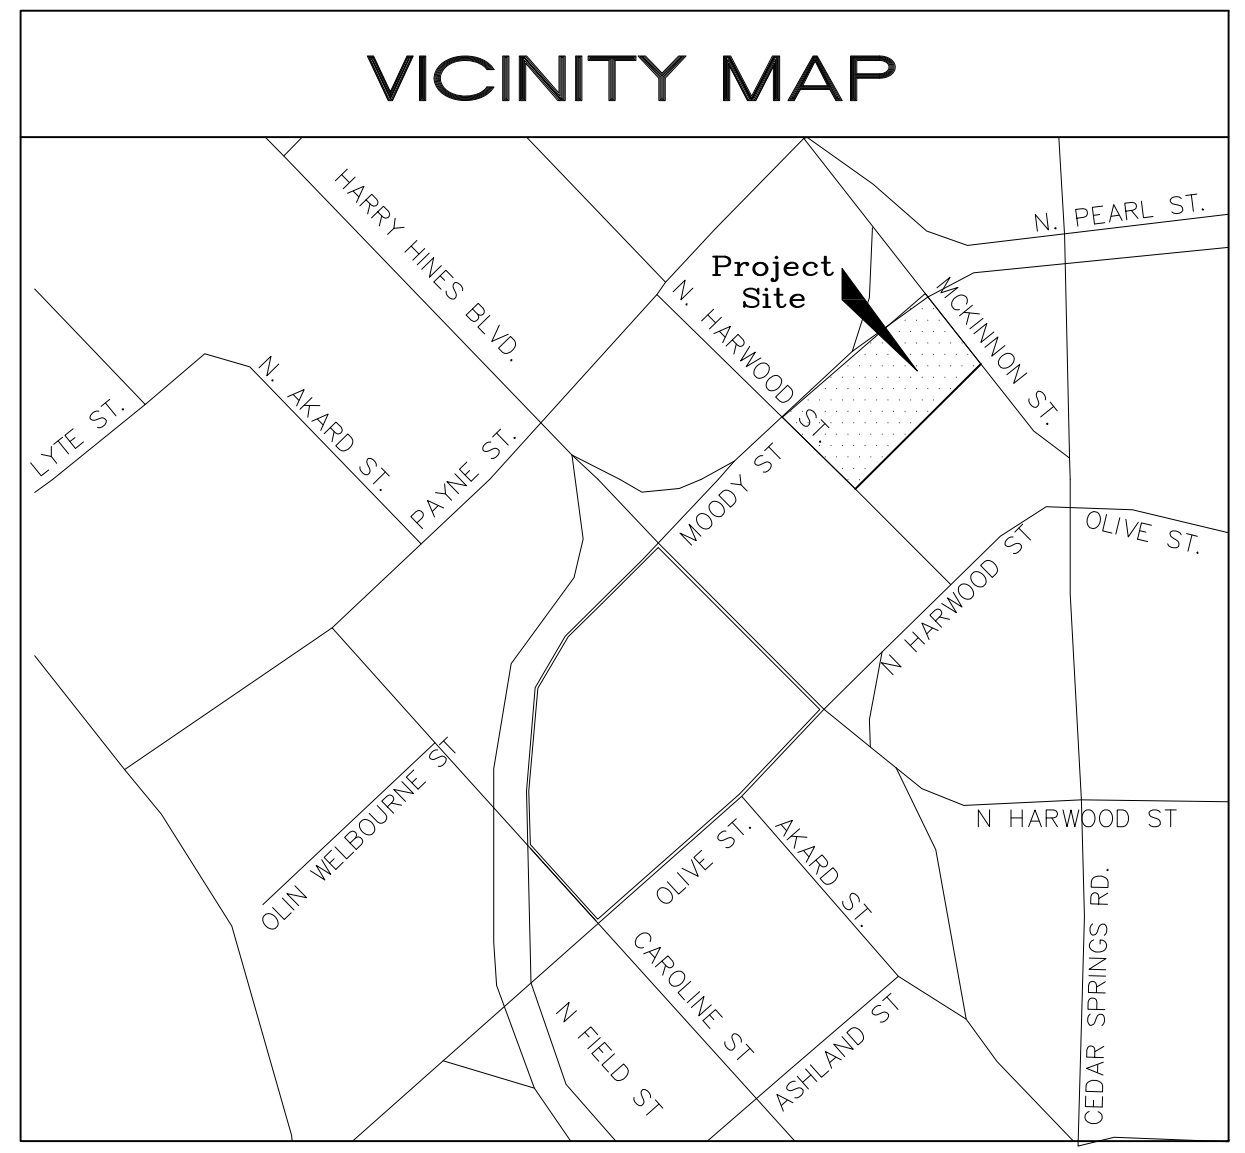 VICINITY MAP
HARRY HINES BLVD.
N. PEARL ST.
Project
Site
N. HARWOOD ST.
MCKINNON ST.
LYTE ST.
N. AKARD ST.
PAYNE ST.
MOODY ST
OLIVE ST.
N HARWOOD ST
OLIN WELBOURNE ST
N HARWOOD ST
OLIVE ST.
AKARD ST.
CEDAR SPRINGS RD.
CAROLINE ST
N FIELD ST
ASHLAND ST